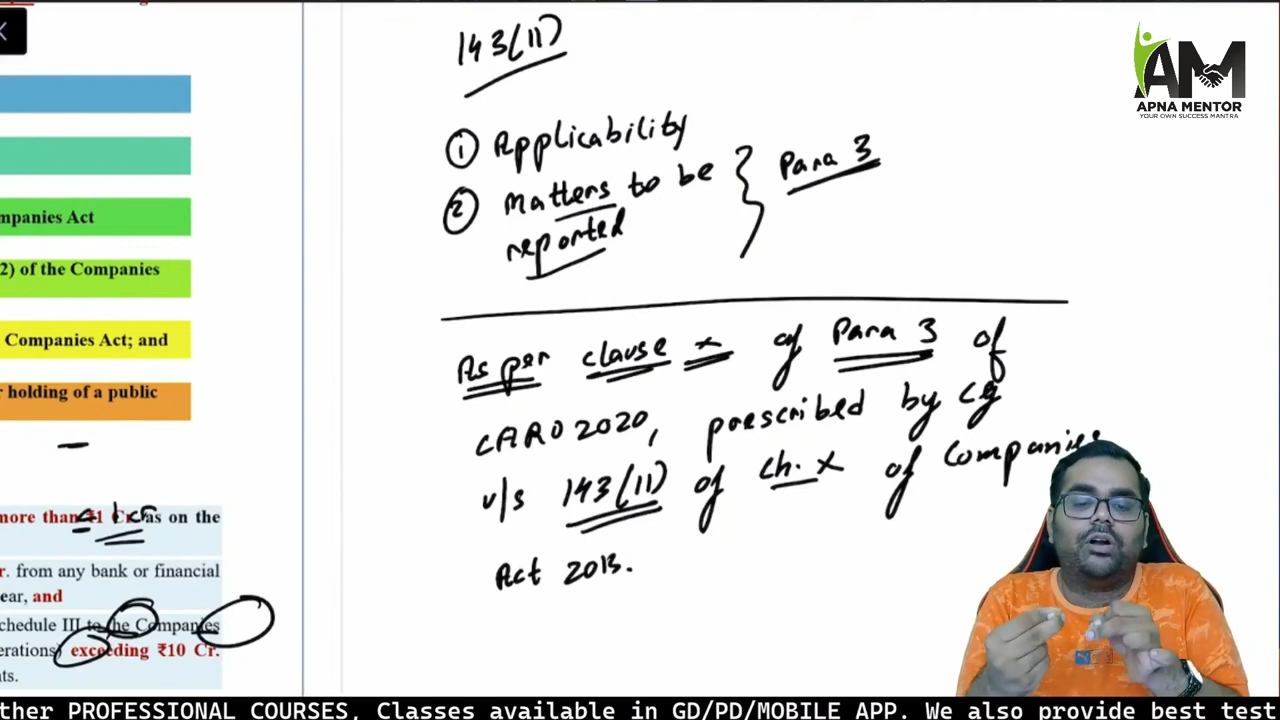 mpanies Act
2) of the Companies
Companies Act; and
r holding of a public
more than ₹1 Cr. as on the
1 cr
r. from any bank or financial
ear, and
chedule III to the Companies
erations) exceeding ₹10 Cr.
ts.
143(11)
① Applicability
② Matters to be
reported
Para 3
As per clause x of Para 3 of
CARO 2020, prescribed by CG
u/s 143(11) of ch. X of Companies
Act 2013.
AM
APNA MENTOR
YOUR OWN SUCCESS MANTRA
ther PROFESSIONAL COURSES, Classes available in GD/PD/MOBILE APP. We also provide best test